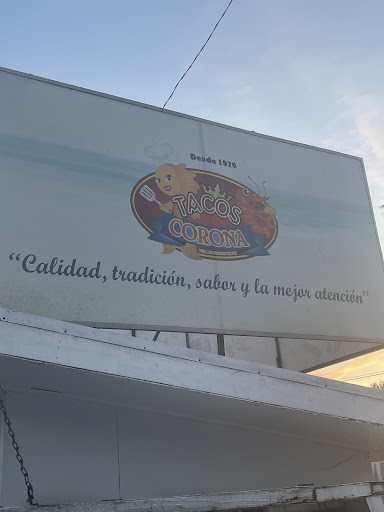 Desde 1970
TACOS
CORONA
"Calidad, tradición, sabor y la mejor atención"